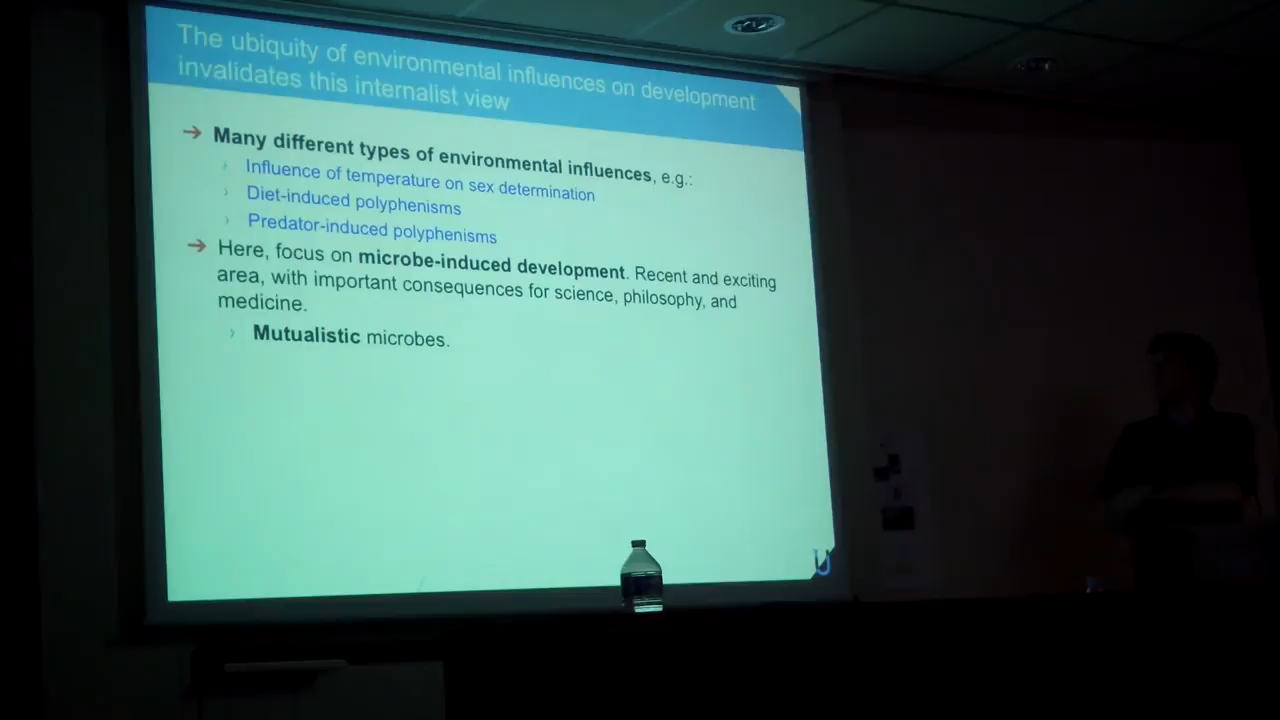 The ubiquity of environmental influences on development
invalidates this internalist view
→ Many different types of environmental influences, e.g.:
› Influence of temperature on sex determination
› Diet-induced polyphenisms
› Predator-induced polyphenisms
→ Here, focus on microbe-induced development. Recent and exciting
area, with important consequences for science, philosophy, and
medicine.
› Mutualistic microbes.